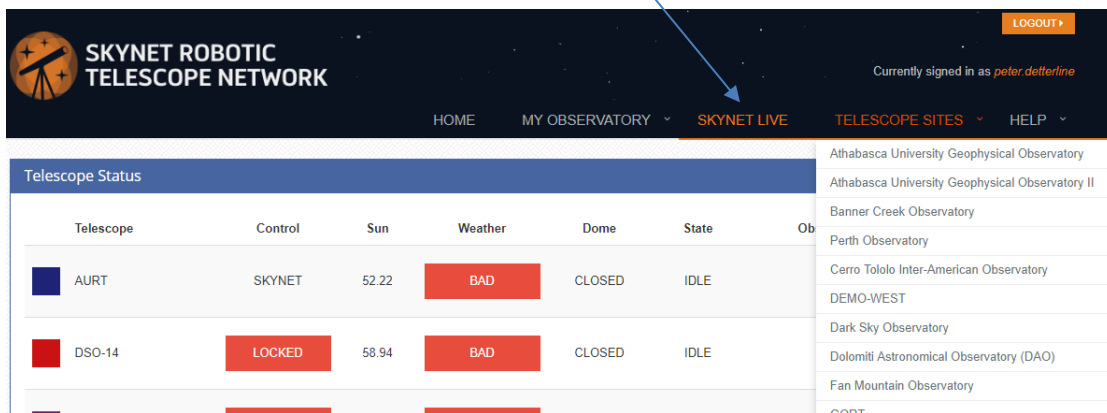 LOGOUT
SKYNET ROBOTIC
TELESCOPE NETWORK
Currently signed in as peter.detterline
HOME MY OBSERVATORY SKYNET LIVE TELESCOPE SITES HELP
Athabasca University Geophysical Observatory
Athabasca University Geophysical Observatory II
Banner Creek Observatory
Perth Observatory
Cerro Tololo Inter-American Observatory
DEMO-WEST
Dark Sky Observatory
Dolomiti Astronomical Observatory (DAO)
Fan Mountain Observatory
Telescope Status
Telescope Control Sun Weather Dome State Ob
AURT SKYNET 52.22 BAD CLOSED IDLE
DSO-14 LOCKED 58.94 BAD CLOSED IDLE